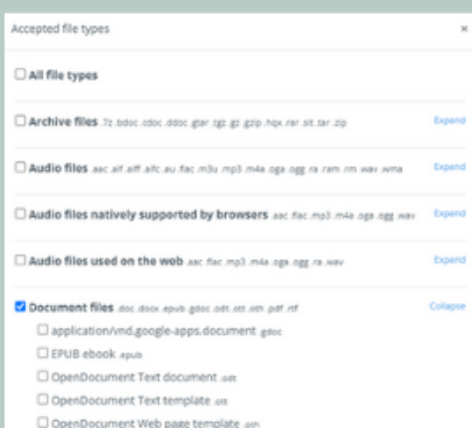 Accepted file types ×
All file types
Archive files .7z .bdoc .cdoc .ddoc .gtar .tgz .gz .gzip .hqx .rar .sit .tar .zip Expand
Audio files .aac .aif .aiff .aifc .au .flac .m3u .mp3 .m4a .oga .ogg .ra .ram .rm .wav .wma Expand
Audio files natively supported by browsers .aac .flac .mp3 .m4a .oga .ogg .wav Expand
Audio files used on the web .aac .flac .mp3 .m4a .oga .ogg .ra .wav Expand
Document files .doc .docx .epub .gdoc .odt .ott .oth .pdf .rtf Collapse
application/vnd.google-apps.document .gdoc
EPUB ebook .epub
OpenDocument Text document .odt
OpenDocument Text template .ott
OpenDocument Web page template .oth